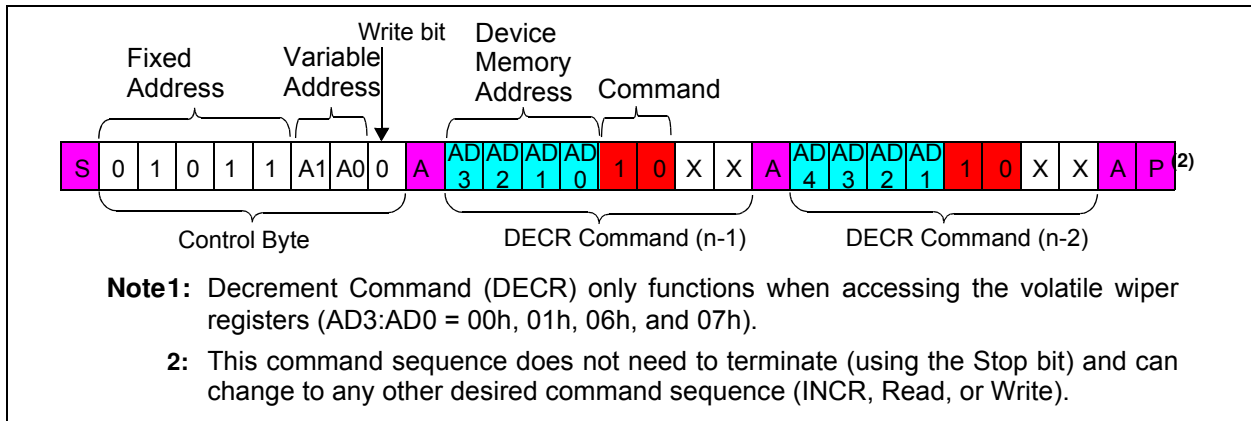 Write bit
Fixed Address
Variable Address
Device Memory Address
Command
S 0 1 0 1 1 A1 A0 0 A AD3 AD2 AD1 AD0 1 0 X X A AD4 AD3 AD2 AD1 1 0 X X A P (2)
Control Byte
DECR Command (n-1)
DECR Command (n-2)
Note1: Decrement Command (DECR) only functions when accessing the volatile wiper
registers (AD3:AD0 = 00h, 01h, 06h, and 07h).
2: This command sequence does not need to terminate (using the Stop bit) and can
change to any other desired command sequence (INCR, Read, or Write).